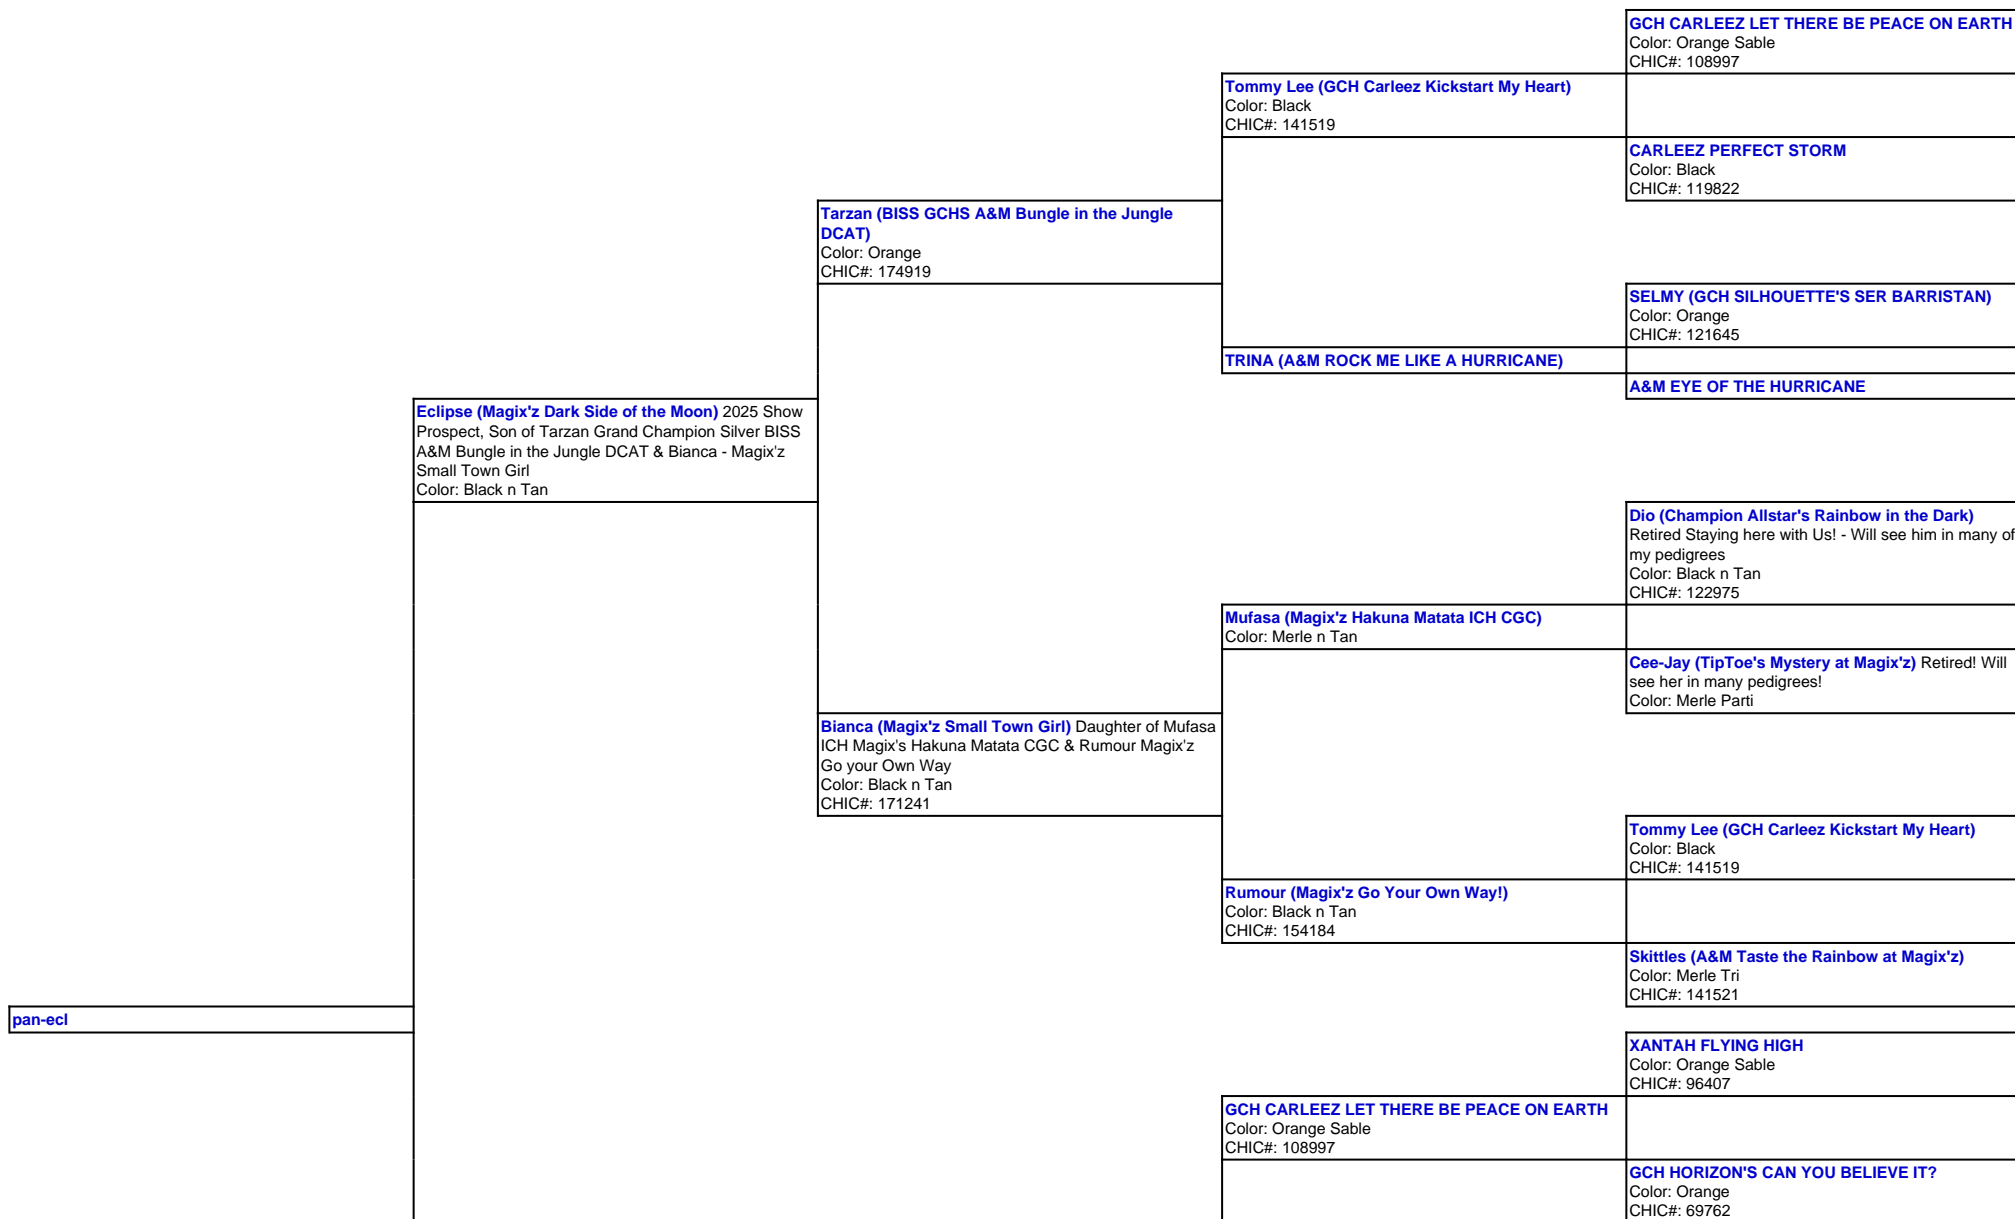 GCH CARLEEZ LET THERE BE PEACE ON EARTH
Color: Orange Sable
CHIC#: 108997
Tommy Lee (GCH Carleez Kickstart My Heart)
Color: Black
CHIC#: 141519
CARLEEZ PERFECT STORM
Color: Black
CHIC#: 119822
Tarzan (BISS GCHS A&M Bungle in the Jungle
DCAT)
Color: Orange
CHIC#: 174919
SELMY (GCH SILHOUETTE'S SER BARRISTAN)
Color: Orange
CHIC#: 121645
TRINA (A&M ROCK ME LIKE A HURRICANE)
A&M EYE OF THE HURRICANE
Eclipse (Magix'z Dark Side of the Moon) 2025 Show
Prospect, Son of Tarzan Grand Champion Silver BISS
A&M Bungle in the Jungle DCAT & Bianca - Magix'z
Small Town Girl
Color: Black n Tan
Dio (Champion Allstar's Rainbow in the Dark)
Retired Staying here with Us! - Will see him in many of
my pedigrees
Color: Black n Tan
CHIC#: 122975
Mufasa (Magix'z Hakuna Matata ICH CGC)
Color: Merle n Tan
Cee-Jay (TipToe's Mystery at Magix'z) Retired! Will
see her in many pedigrees!
Color: Merle Parti
Bianca (Magix'z Small Town Girl) Daughter of Mufasa
ICH Magix's Hakuna Matata CGC & Rumour Magix'z
Go your Own Way
Color: Black n Tan
CHIC#: 171241
Tommy Lee (GCH Carleez Kickstart My Heart)
Color: Black
CHIC#: 141519
Rumour (Magix'z Go Your Own Way!)
Color: Black n Tan
CHIC#: 154184
Skittles (A&M Taste the Rainbow at Magix'z)
Color: Merle Tri
CHIC#: 141521
pan-ecl
XANTAH FLYING HIGH
Color: Orange Sable
CHIC#: 96407
GCH CARLEEZ LET THERE BE PEACE ON EARTH
Color: Orange Sable
CHIC#: 108997
GCH HORIZON'S CAN YOU BELIEVE IT?
Color: Orange
CHIC#: 69762